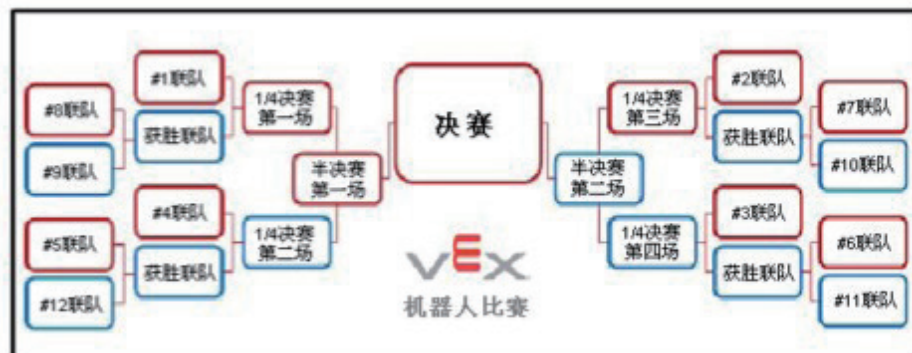 #1联队
#8联队
获胜联队
#9联队
1/4决赛
第一场
#4联队
#5联队
获胜联队
#12联队
1/4决赛
第二场
半决赛
第一场
决赛
VEX
机器人比赛
半决赛
第二场
1/4决赛
第三场
#2联队
#7联队
获胜联队
#10联队
1/4决赛
第四场
#3联队
#6联队
获胜联队
#11联队